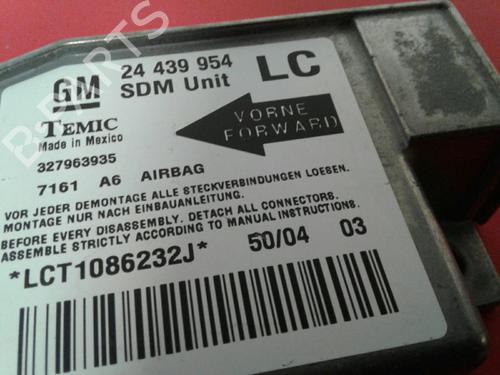 GM 24 439 954 LC
SDM Unit
TEMIC
Made in Mexico
VORNE
FORWARD
327963935
7161 A6 AIRBAG
VOR JEDER DEMONTAGE ALLE STECKVERBINDUNGEN LOESEN.
MONTAGE NUR NACH EINBAUANLEITUNG.
BEFORE EVERY DISASSEMBLY, DETACH ALL CONNECTORS.
ASSEMBLE STRICTLY ACCORDING TO MANUAL INSTRUCTIONS.
*LCT1086232J* 50/04 03
B-PARTS